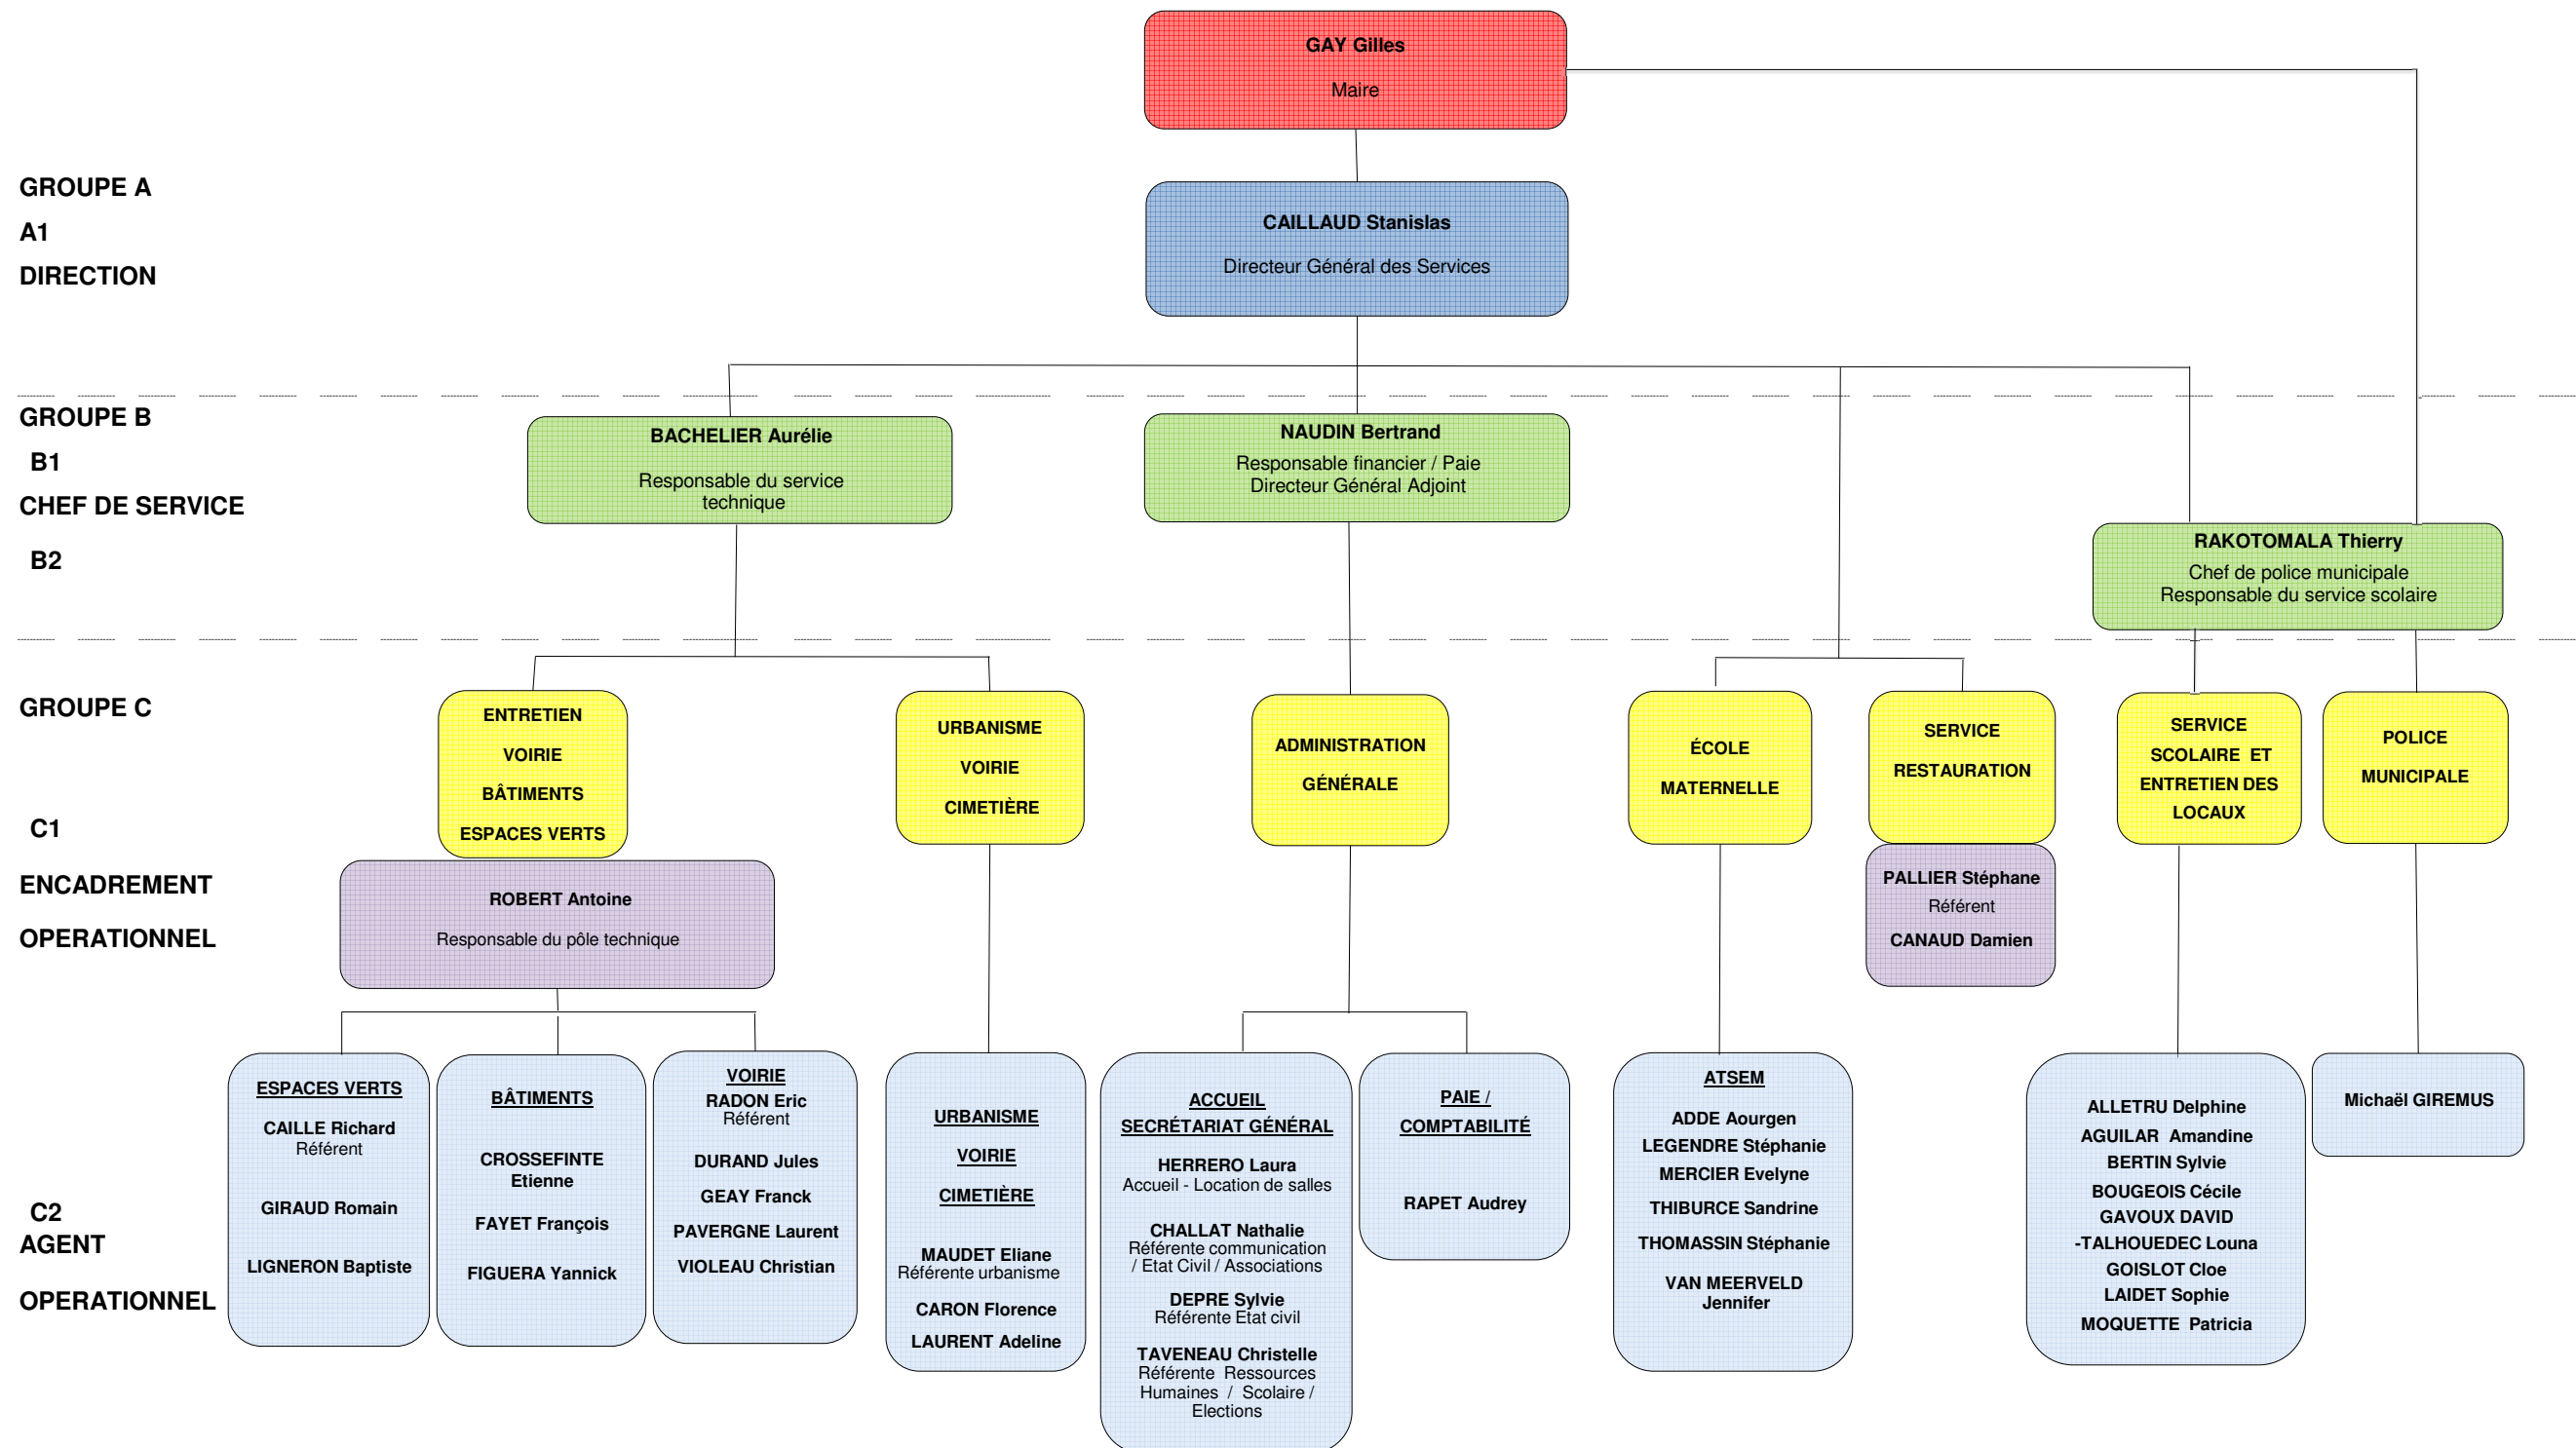 GAY Gilles
Maire
GROUPE A
A1
DIRECTION
CAILLAUD Stanislas
Directeur Général des Services
GROUPE B
B1
CHEF DE SERVICE
B2
BACHELIER Aurélie
Responsable du service
technique
NAUDIN Bertrand
Responsable financier / Paie
Directeur Général Adjoint
RAKOTOMALA Thierry
Chef de police municipale
Responsable du service scolaire
GROUPE C
C1
ENCADREMENT
OPERATIONNEL
ENTRETIEN
VOIRIE
BÂTIMENTS
ESPACES VERTS
URBANISME
VOIRIE
CIMETIÈRE
ADMINISTRATION
GÉNÉRALE
ÉCOLE
MATERNELLE
SERVICE
RESTAURATION
SERVICE
SCOLAIRE ET
ENTRETIEN DES
LOCAUX
POLICE
MUNICIPALE
ROBERT Antoine
Responsable du pôle technique
PALLIER Stéphane
Référent
CANAUD Damien
C2
AGENT
OPERATIONNEL
ESPACES VERTS
CAILLE Richard
Référent
GIRAUD Romain
LIGNERON Baptiste
BÂTIMENTS
CROSSEFINTE
Etienne
FAYET François
FIGUERA Yannick
VOIRIE
RADON Eric
Référent
DURAND Jules
GEAY Franck
PAVERGNE Laurent
VIOLEAU Christian
URBANISME
VOIRIE
CIMETIÈRE
MAUDET Eliane
Référente urbanisme
CARON Florence
LAURENT Adeline
ACCUEIL
SECRÉTARIAT GÉNÉRAL
HERRERO Laura
Accueil - Location de salles
CHALLAT Nathalie
Référente communication
/ Etat Civil / Associations
DEPRE Sylvie
Référente Etat civil
TAVENEAU Christelle
Référente Ressources
Humaines / Scolaire /
Elections
PAIE /
COMPTABILITÉ
RAPET Audrey
ATSEM
ADDE Aourgen
LEGENDRE Stéphanie
MERCIER Evelyne
THIBURCE Sandrine
THOMASSIN Stéphanie
VAN MEERVELD
Jennifer
ALLETRU Delphine
AGUILAR Amandine
BERTIN Sylvie
BOUGEOIS Cécile
GAVOUX DAVID
-TALHOUEDEC Louna
GOISLOT Cloe
LAIDET Sophie
MOQUETTE Patricia
Michaël GIREMUS